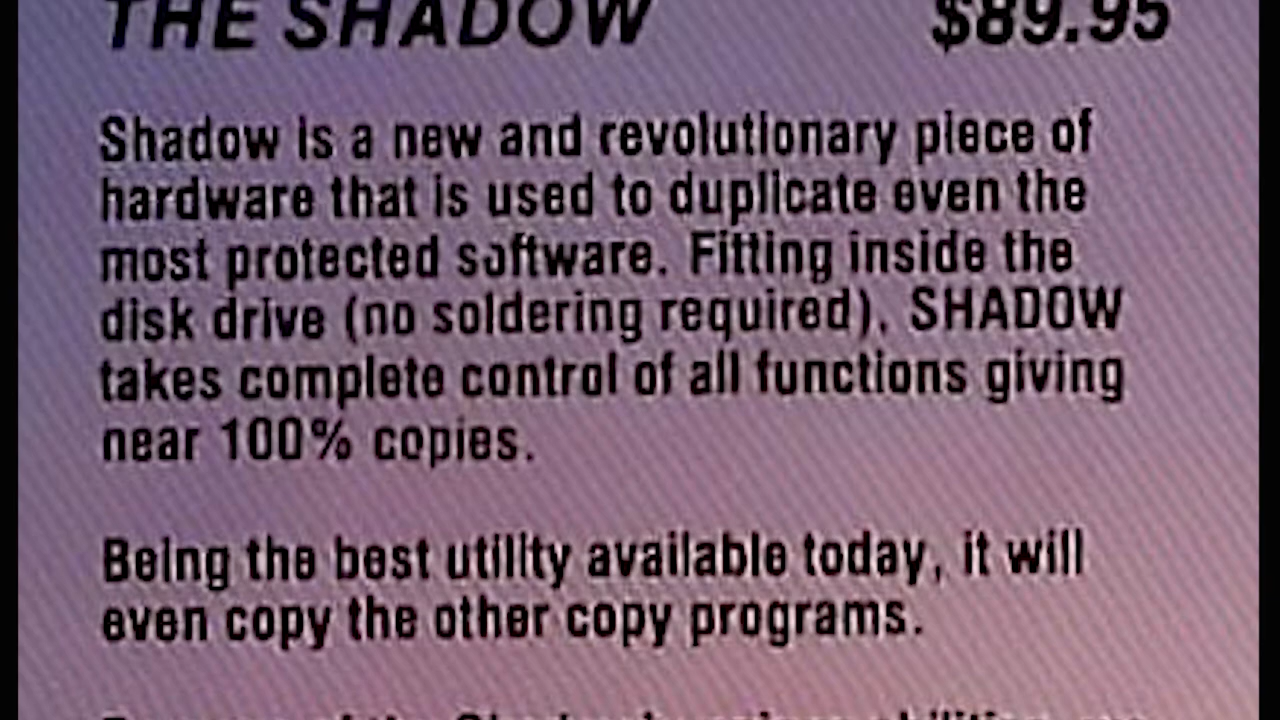 THE SHADOW $89.95
Shadow is a new and revolutionary piece of
hardware that is used to duplicate even the
most protected software. Fitting inside the
disk drive (no soldering required), SHADOW
takes complete control of all functions giving
near 100% copies.
Being the best utility available today, it will
even copy the other copy programs.